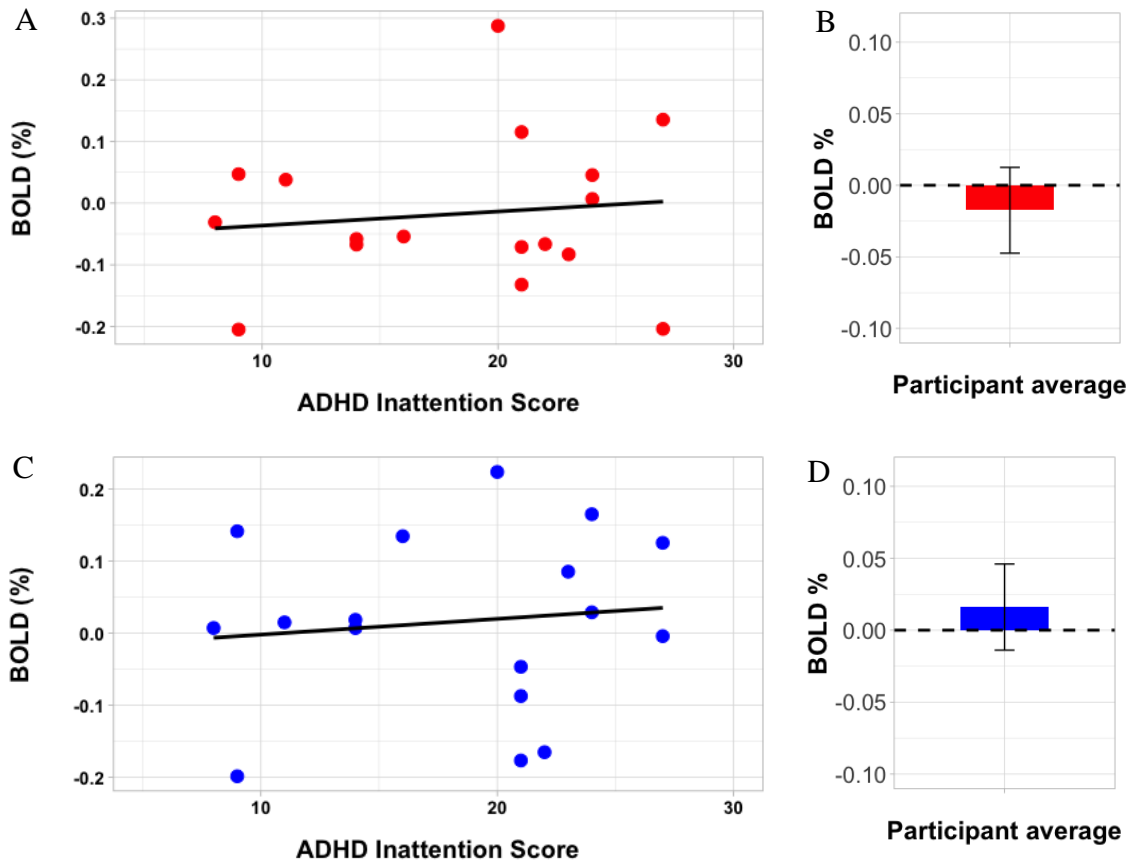 A
BOLD (%)
0.3
0.2
0.1
0.0
-0.1
-0.2
10 20 30
ADHD Inattention Score
B
BOLD %
0.10
0.05
0.00
-0.05
-0.10
Participant average
C
BOLD (%)
0.2
0.1
0.0
-0.1
-0.2
10 20 30
ADHD Inattention Score
D
BOLD %
0.10
0.05
0.00
-0.05
-0.10
Participant average